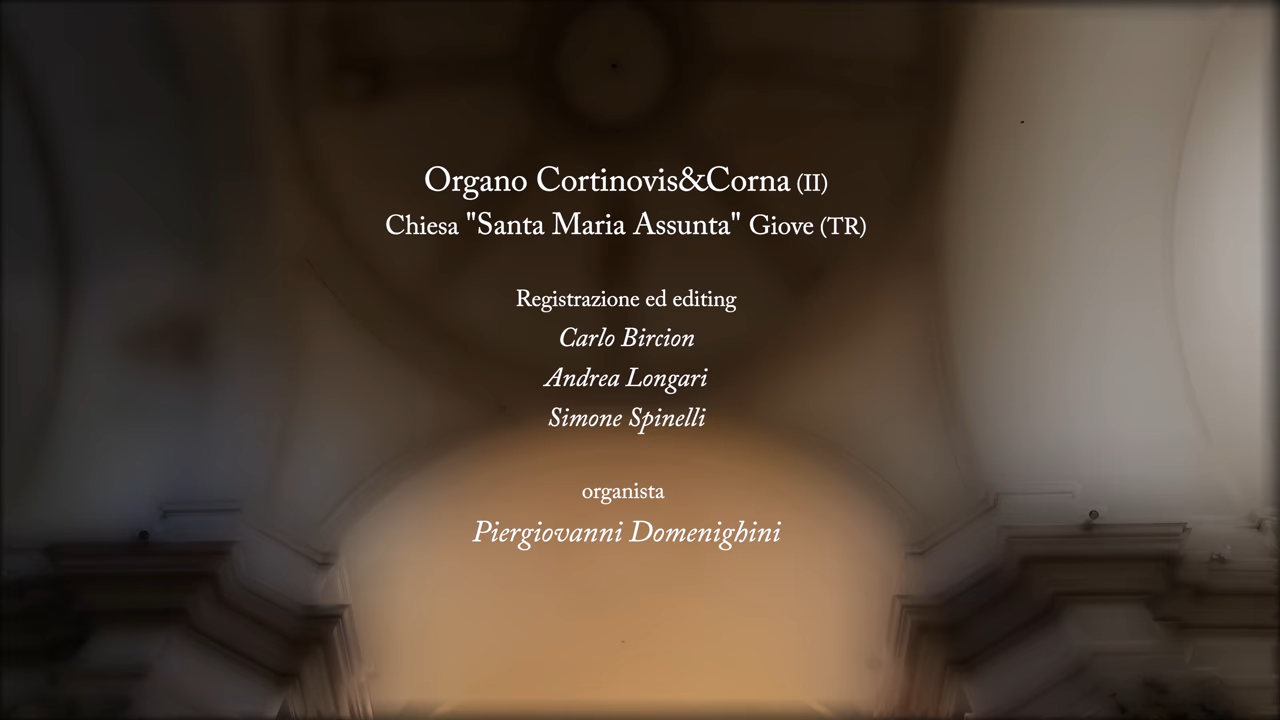 Organo Cortinovis&Corna (II)
Chiesa "Santa Maria Assunta" Giove (TR)
Registrazione ed editing
Carlo Bircion
Andrea Longari
Simone Spinelli
organista
Piergiovanni Domenighini